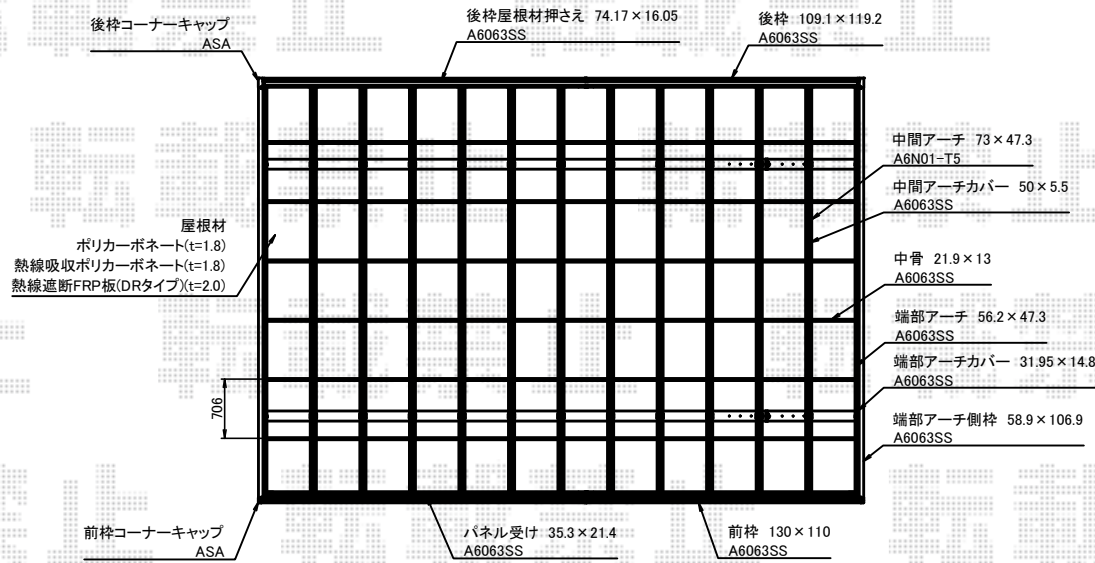 後枠コーナーキャップ
ASA
後枠屋根材押さえ 74.17×16.05
A6063SS
後枠 109.1×119.2
A6063SS
中間アーチ 73×47.3
A6N01-T5
中間アーチカバー 50×5.5
A6063SS
屋根材
ポリカーボネート(t=1.8)
熱線吸収ポリカーボネート(t=1.8)
熱線遮断FRP板(DRタイプ)(t=2.0)
中骨 21.9×13
A6063SS
端部アーチ 56.2×47.3
A6063SS
端部アーチカバー 31.95×14.8
A6063SS
706
端部アーチ側枠 58.9×106.9
A6063SS
前枠コーナーキャップ
ASA
パネル受け 35.3×21.4
A6063SS
前枠 130×110
A6063SS